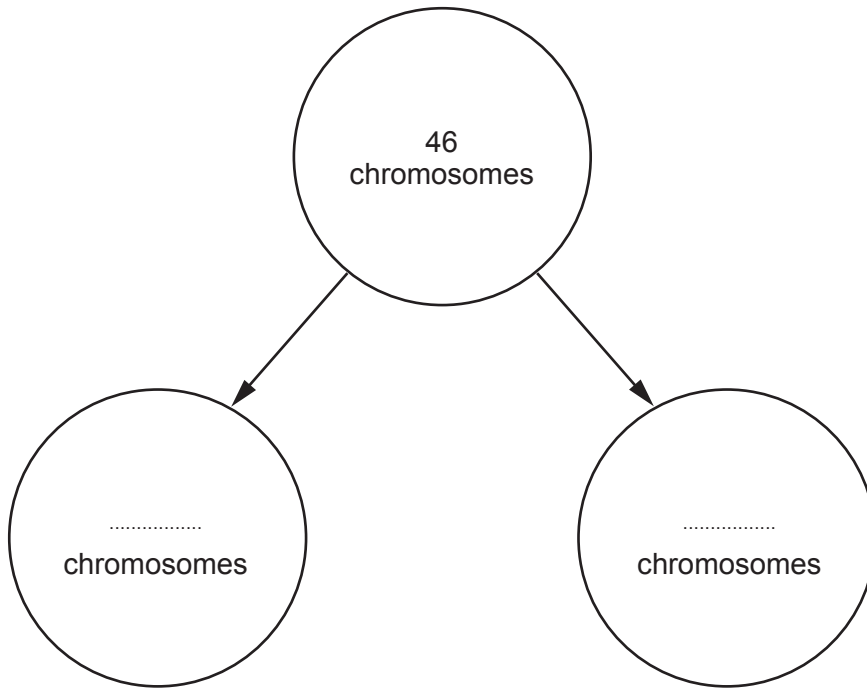 46
chromosomes
................. .................
chromosomes chromosomes